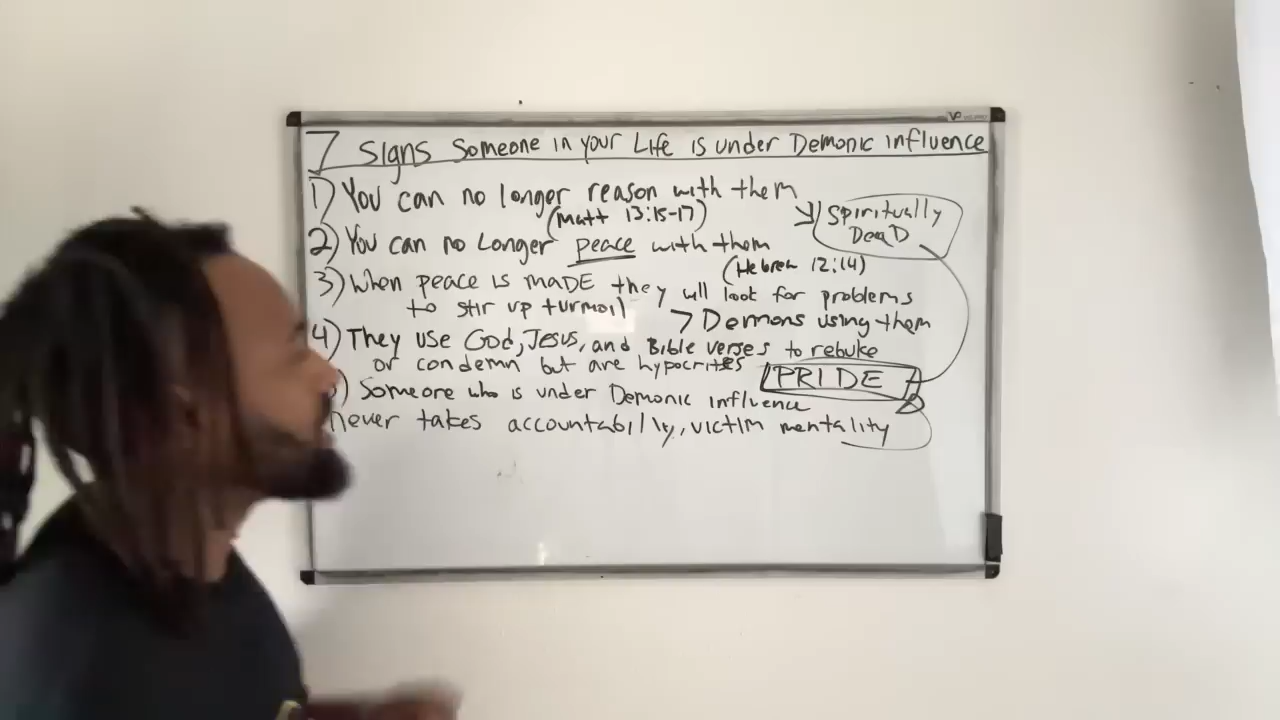 7 Signs Someone in your Life is under Demonic influence
1) You can no longer reason with them
(Matt 13:15-17)
Spiritually
Dead
2) You can no Longer peace with them
(Hebrew 12:14)
3) When peace is maDE they will look for problems
to stir up turmoil
> Demons using them
4) They use God, Jesus, and Bible verses to rebuke
or condemn but are hypocrites
PRIDE
) Someone who is under Demonic influence
never takes accountability, victim mentality